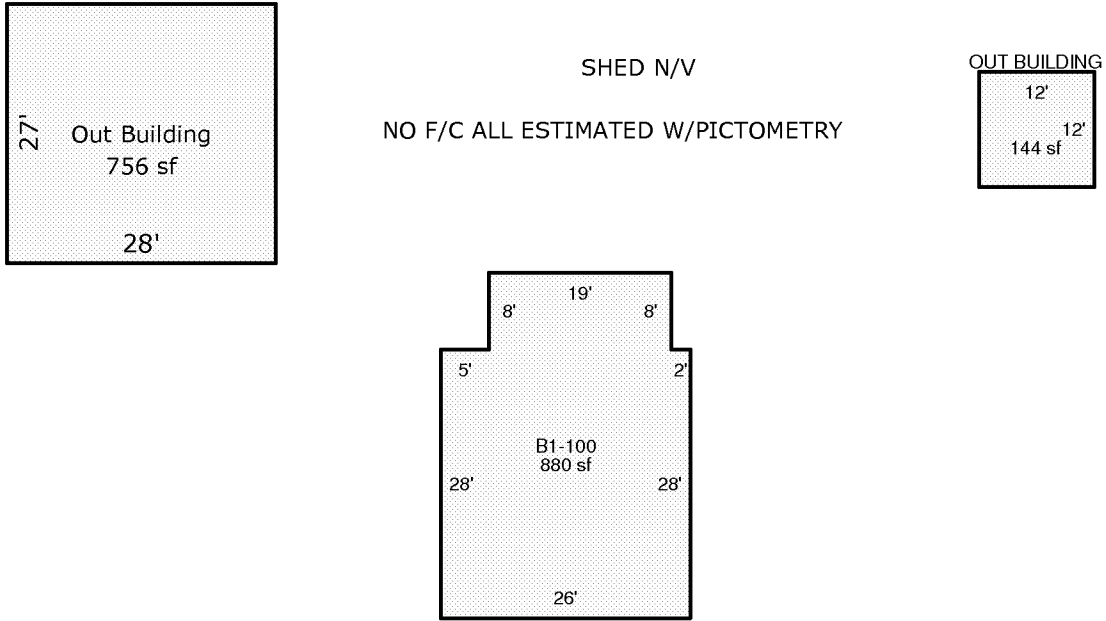 27'
Out Building
756 sf
28'
SHED N/V
NO F/C ALL ESTIMATED W/PICTOMETRY
OUT BUILDING
12'
12'
144 sf
19'
8'
8'
5'
2'
B1-100
880 sf
28'
28'
26'